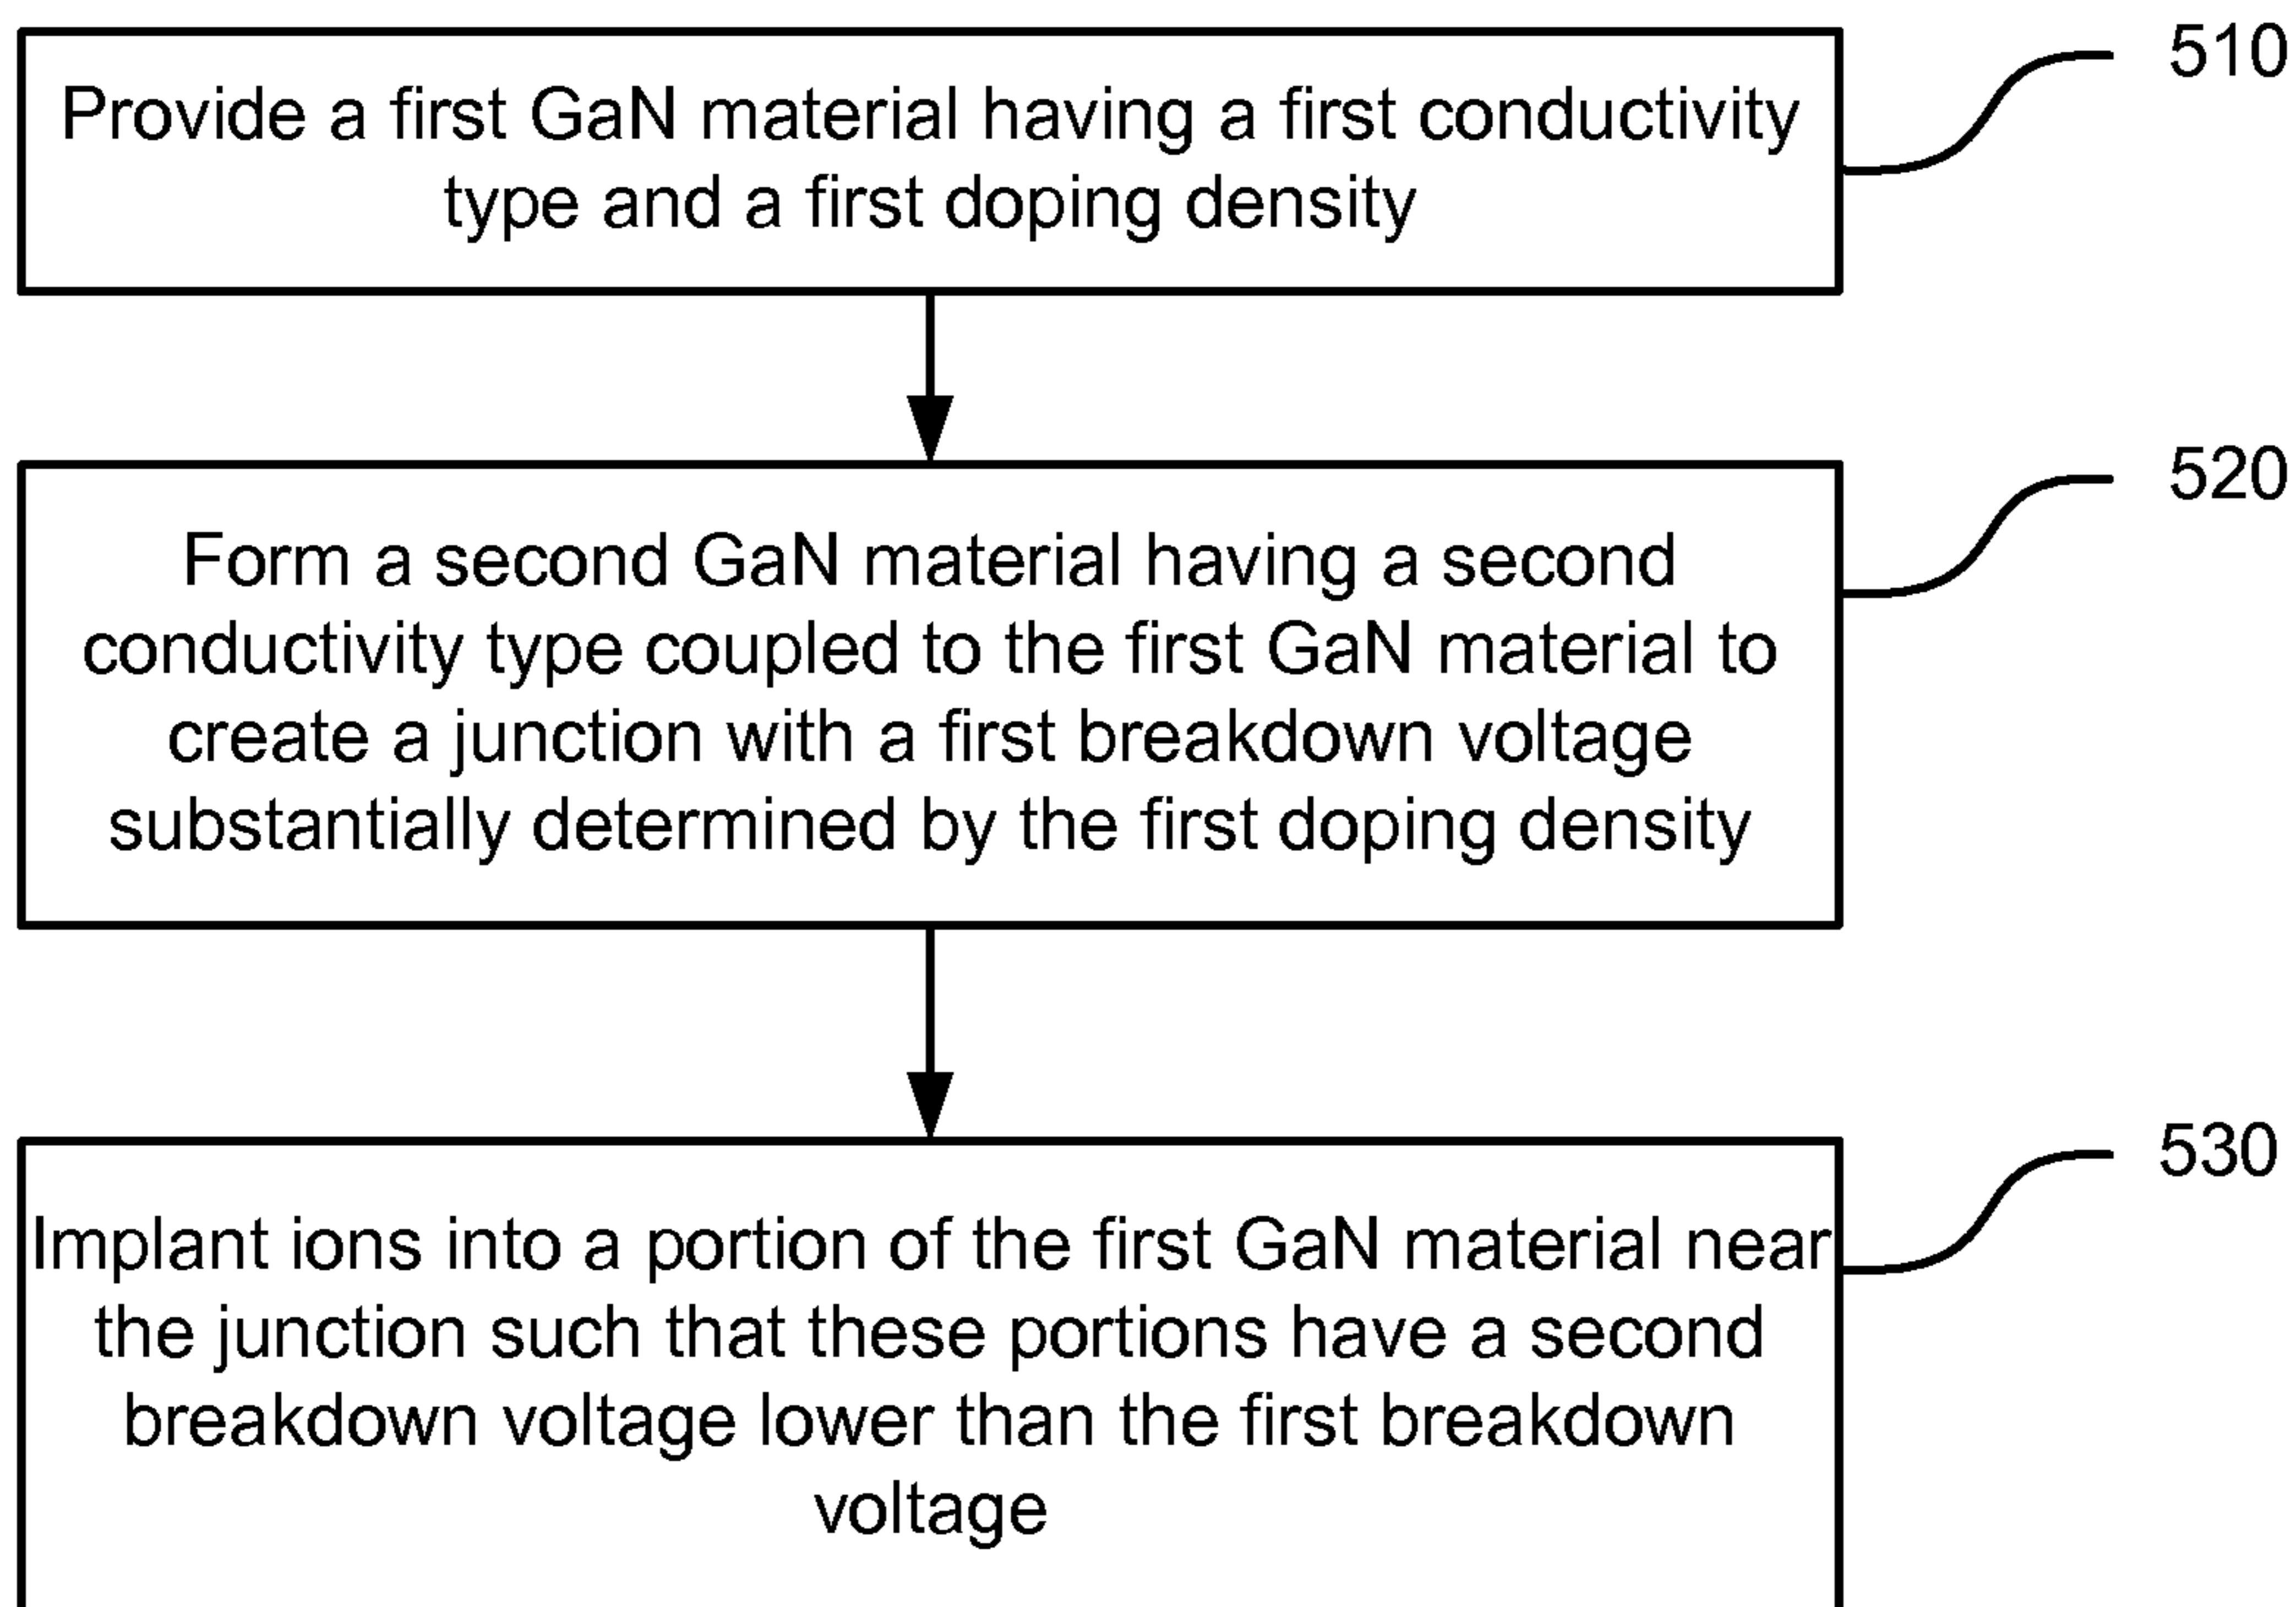 510
Provide a first GaN material having a first conductivity
type and a first doping density
520
Form a second GaN material having a second
conductivity type coupled to the first GaN material to
create a junction with a first breakdown voltage
substantially determined by the first doping density
530
Implant ions into a portion of the first GaN material near
the junction such that these portions have a second
breakdown voltage lower than the first breakdown
voltage